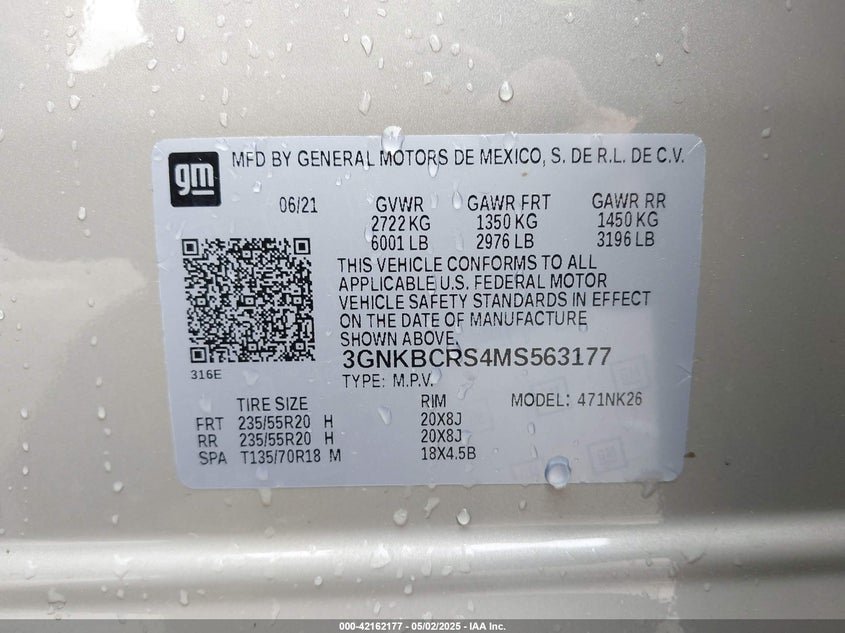 gm
MFD BY GENERAL MOTORS DE MEXICO, S. DE R.L. DE C.V.
06/21 GVWR GAWR FRT GAWR RR
2722 KG 1350 KG 1450 KG
6001 LB 2976 LB 3196 LB
THIS VEHICLE CONFORMS TO ALL
APPLICABLE U.S. FEDERAL MOTOR
VEHICLE SAFETY STANDARDS IN EFFECT
ON THE DATE OF MANUFACTURE
SHOWN ABOVE.
3GNKBCRS4MS563177
316E
TYPE: M.P.V.
TIRE SIZE RIM MODEL: 471NK26
FRT 235/55R20 H 20X8J
RR 235/55R20 H 20X8J
SPA T135/70R18 M 18X4.5B
000-42162177 - 05/02/2025 - IAA Inc.